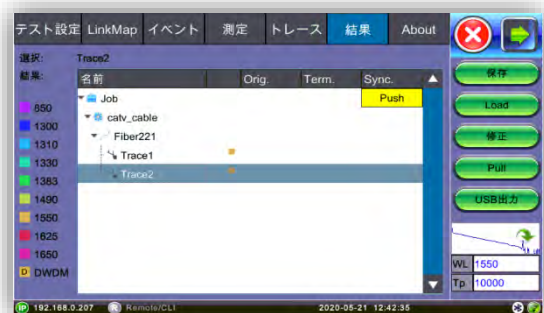 テスト設定 LinkMap イベント 測定 トレース 結果 About
選択: Trace2
結果:
名前 Orig. Term. Sync.
Job Push
catv_cable
Fiber221
Trace1
Trace2
850
1300
1310
1330
1383
1490
1550
1625
1650
D DWDM
保存
Load
修正
Pull
USB出力
WL 1550
Tp 10000
IP 192.168.0.207 R Remote/CLI 2020-05-21 12:42:35